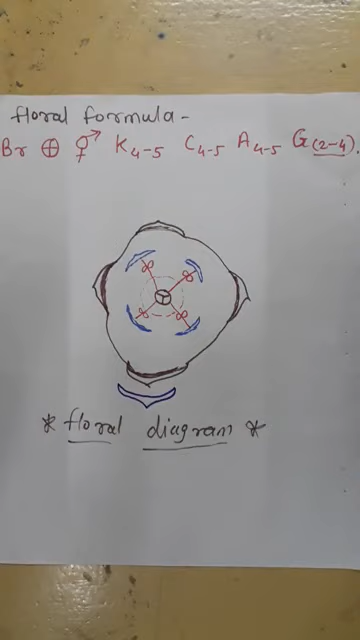 floral formula -
Br ⊕ ⚥ K4-5 C4-5 A4-5 G(2-4).
* floral diagram *